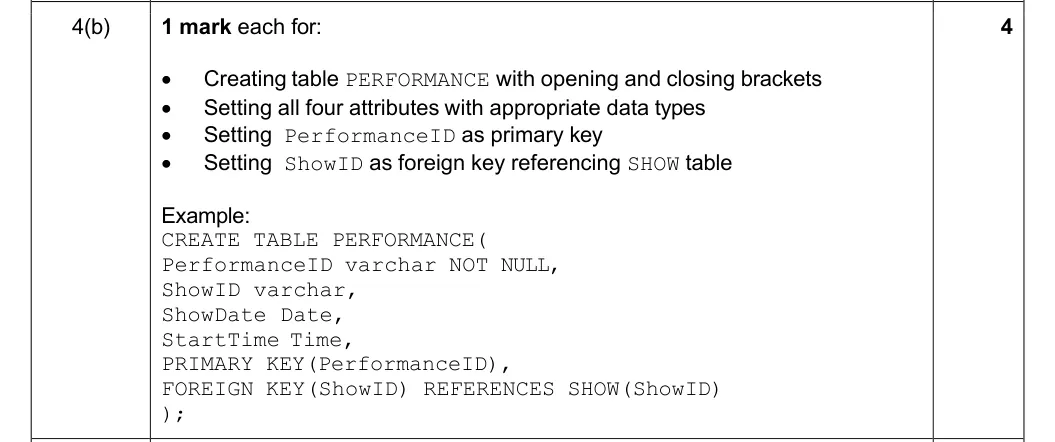 4(b) 1 mark each for: 4
• Creating table PERFORMANCE with opening and closing brackets
• Setting all four attributes with appropriate data types
• Setting PerformanceID as primary key
• Setting ShowID as foreign key referencing SHOW table
Example:
CREATE TABLE PERFORMANCE(
PerformanceID varchar NOT NULL,
ShowID varchar,
ShowDate Date,
StartTime Time,
PRIMARY KEY(PerformanceID),
FOREIGN KEY(ShowID) REFERENCES SHOW(ShowID)
);